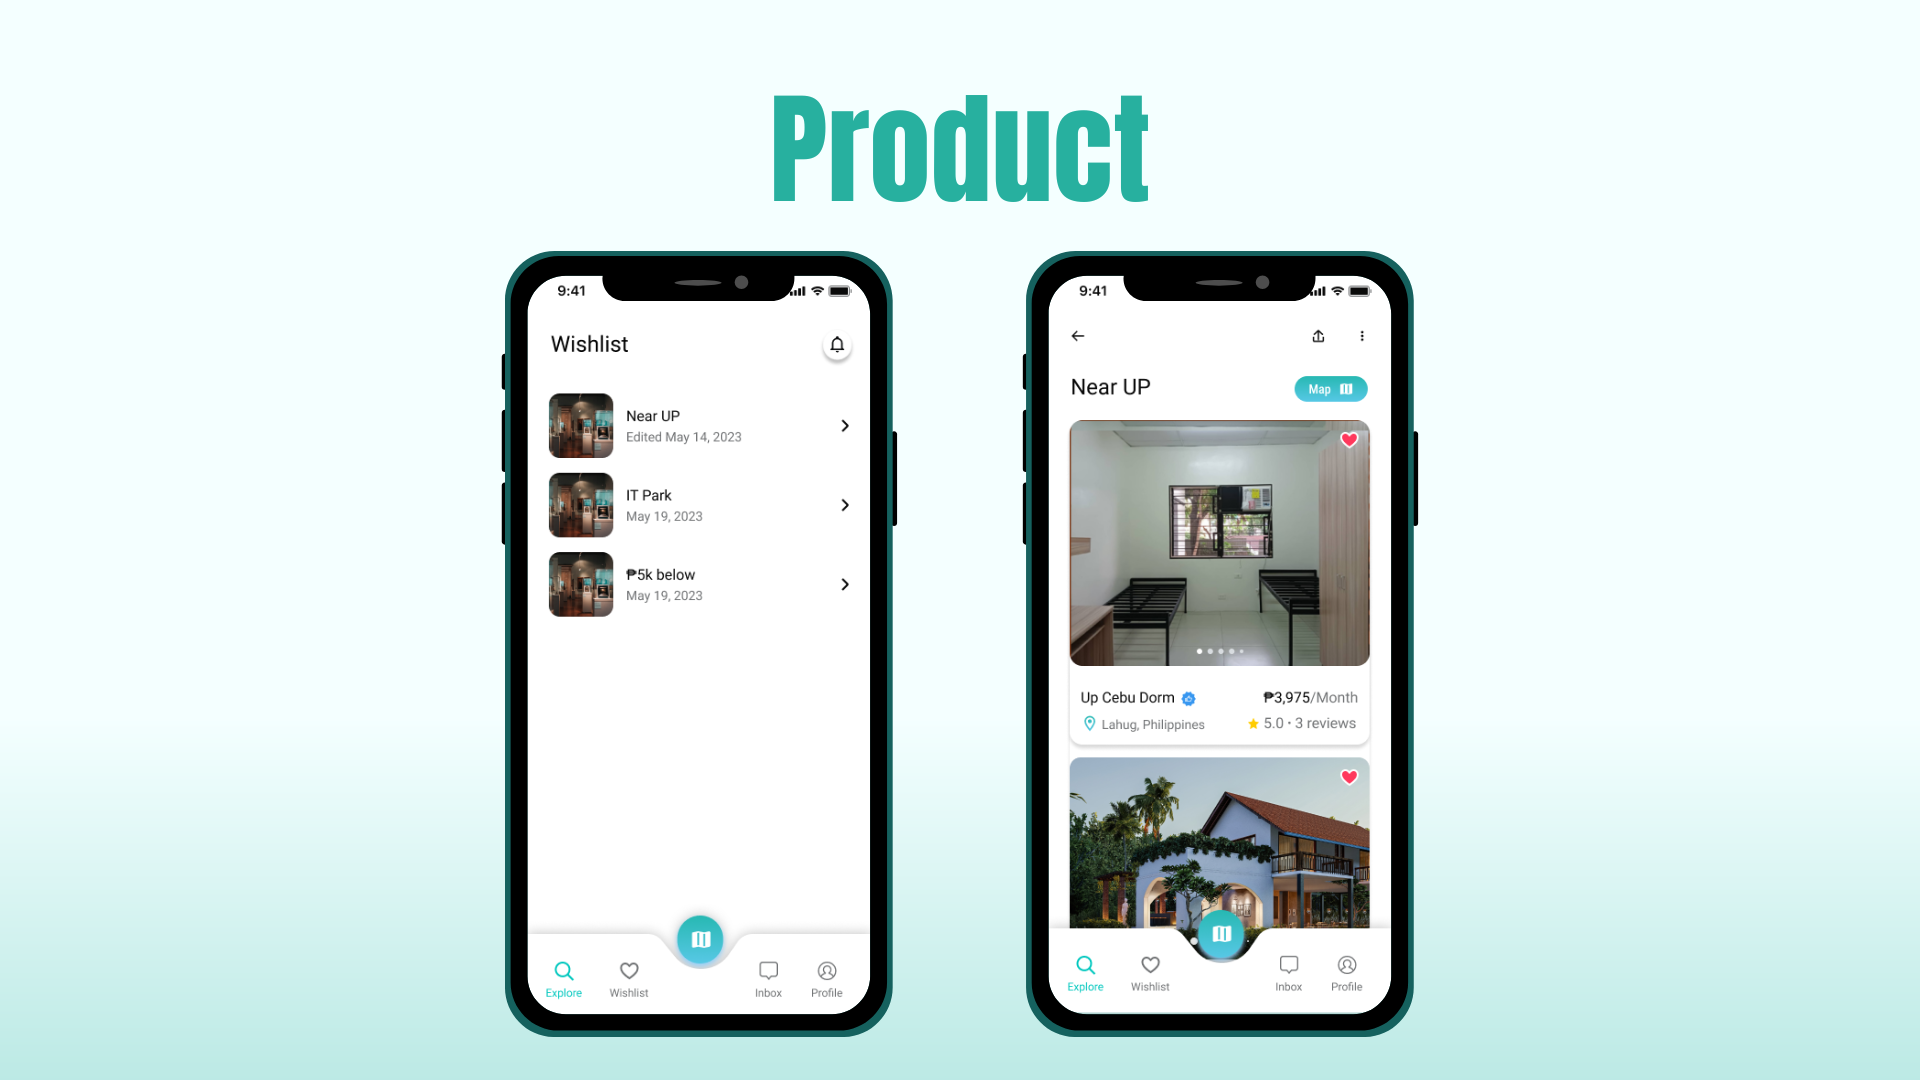 Product
9:41
Wishlist
Near UP
Edited May 14, 2023
IT Park
May 19, 2023
₱5k below
May 19, 2023
Explore
Wishlist
Inbox
Profile
9:41
Near UP
Map
Up Cebu Dorm
₱3,975/Month
Lahug, Philippines
5.0 · 3 reviews
Explore
Wishlist
Inbox
Profile